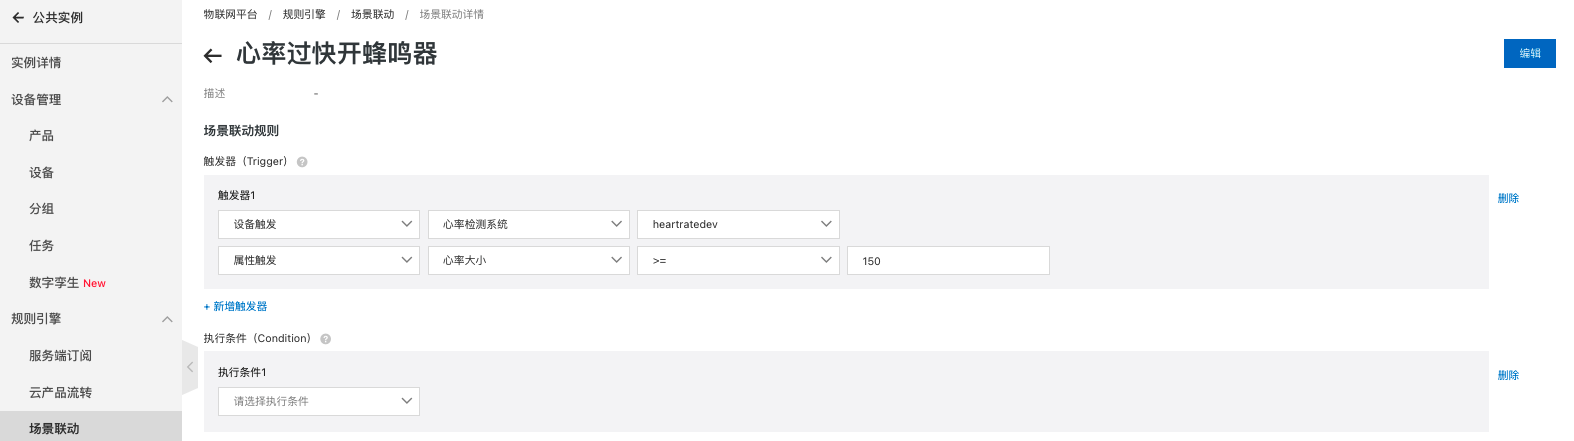 公共实例
实例详情
设备管理
产品
设备
分组
任务
数字孪生 New
规则引擎
服务端订阅
云产品流转
场景联动
物联网平台 / 规则引擎 / 场景联动 / 场景联动详情
心率过快开蜂鸣器
编辑
描述 -
场景联动规则
触发器（Trigger） ?
触发器1
删除
设备触发 心率检测系统 heartratedev
属性触发 心率大小 >= 150
+ 新增触发器
执行条件（Condition） ?
执行条件1
删除
请选择执行条件